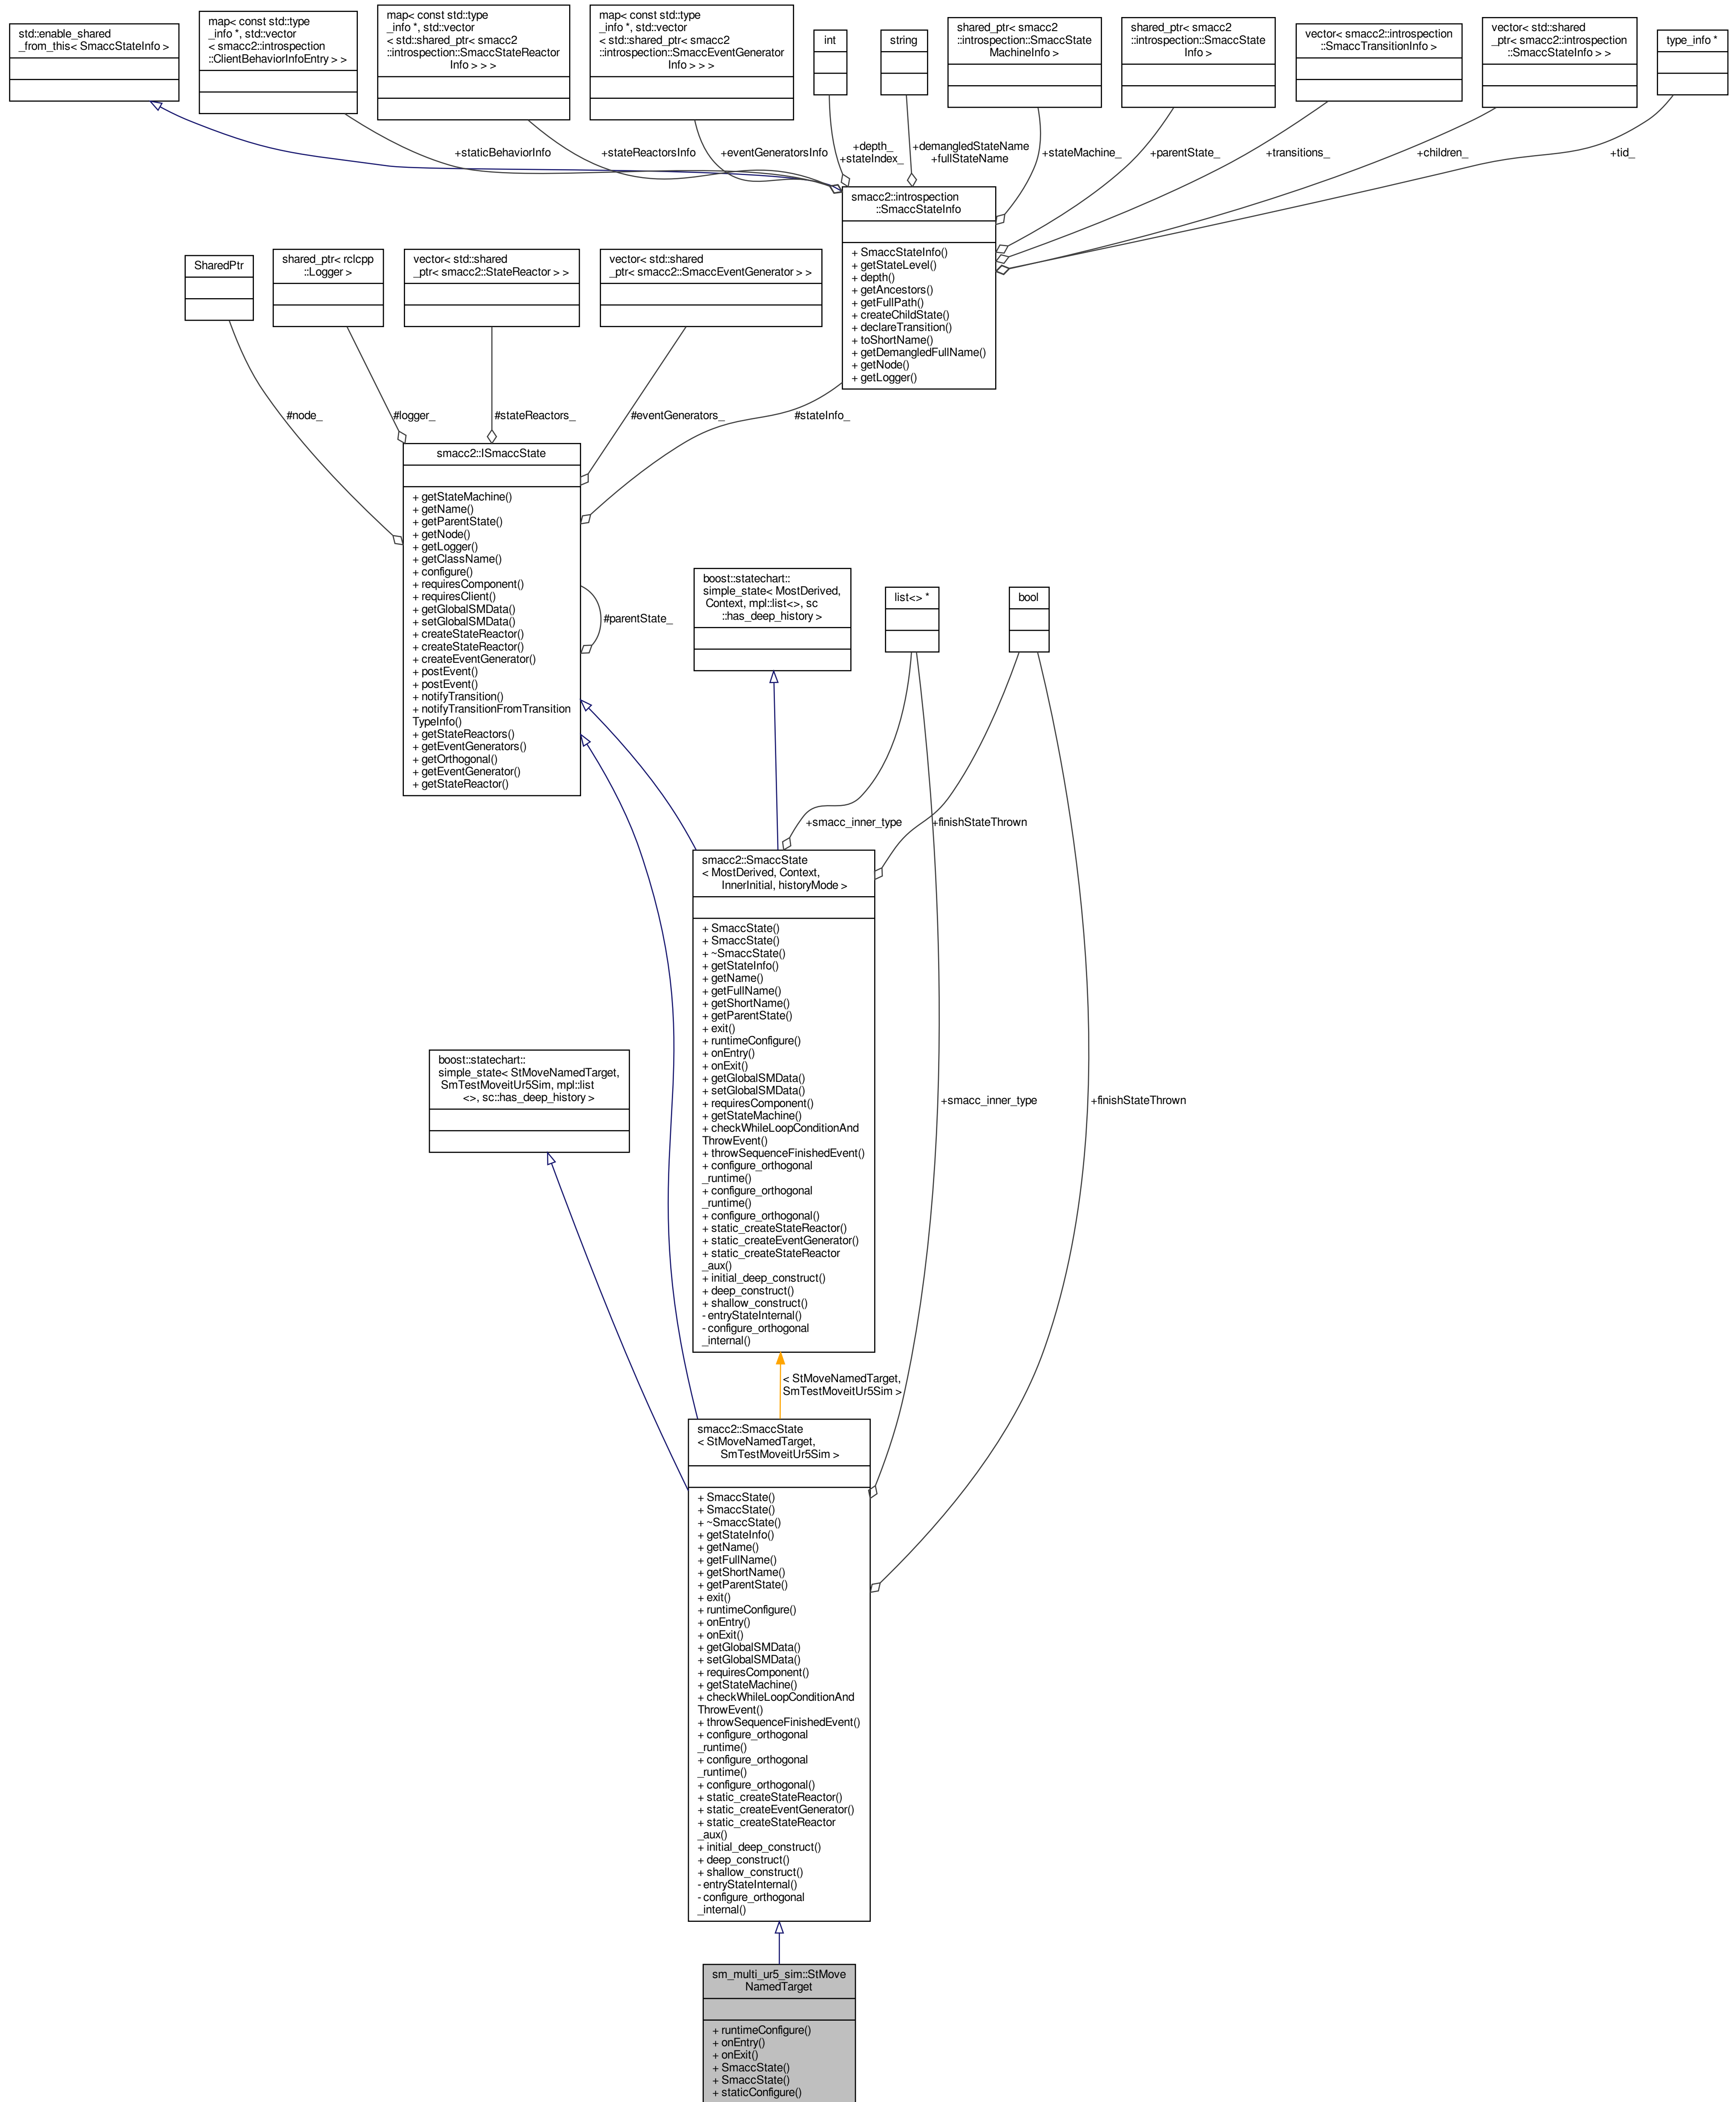 std::enable_shared
_from_this< SmaccStateInfo >
map< const std::type
_info *, std::vector
< smacc2::introspection
::ClientBehaviorInfoEntry > >
map< const std::type
_info *, std::vector
< std::shared_ptr< smacc2
::introspection::SmaccStateReactor
Info > > >
map< const std::type
_info *, std::vector
< std::shared_ptr< smacc2
::introspection::SmaccEventGenerator
Info > > >
int
string
shared_ptr< smacc2
::introspection::SmaccState
MachineInfo >
shared_ptr< smacc2
::introspection::SmaccState
Info >
vector< smacc2::introspection
::SmaccTransitionInfo >
vector< std::shared
_ptr< smacc2::introspection
::SmaccStateInfo > >
type_info *
+staticBehaviorInfo
+stateReactorsInfo
+eventGeneratorsInfo
+depth_
+stateIndex_
+demangledStateName
+fullStateName
+stateMachine_
+parentState_
+transitions_
+children_
+tid_
smacc2::introspection
::SmaccStateInfo
+ SmaccStateInfo()
+ getStateLevel()
+ depth()
+ getAncestors()
+ getFullPath()
+ createChildState()
+ declareTransition()
+ toShortName()
+ getDemangledFullName()
+ getNode()
+ getLogger()
SharedPtr
shared_ptr< rclcpp
::Logger >
vector< std::shared
_ptr< smacc2::StateReactor > >
vector< std::shared
_ptr< smacc2::SmaccEventGenerator > >
#node_
#logger_
#stateReactors_
#eventGenerators_
#stateInfo_
smacc2::ISmaccState
+ getStateMachine()
+ getName()
+ getParentState()
+ getNode()
+ getLogger()
+ getClassName()
+ configure()
+ requiresComponent()
+ requiresClient()
+ getGlobalSMData()
+ setGlobalSMData()
+ createStateReactor()
+ createStateReactor()
+ createEventGenerator()
+ postEvent()
+ postEvent()
+ notifyTransition()
+ notifyTransitionFromTransition
TypeInfo()
+ getStateReactors()
+ getEventGenerators()
+ getOrthogonal()
+ getEventGenerator()
+ getStateReactor()
#parentState_
boost::statechart::
simple_state< MostDerived,
Context, mpl::list<>, sc
::has_deep_history >
list<> *
bool
+smacc_inner_type
+finishStateThrown
smacc2::SmaccState
< MostDerived, Context,
InnerInitial, historyMode >
+ SmaccState()
+ SmaccState()
+ ~SmaccState()
+ getStateInfo()
+ getName()
+ getFullName()
+ getShortName()
+ getParentState()
+ exit()
+ runtimeConfigure()
+ onEntry()
+ onExit()
+ getGlobalSMData()
+ setGlobalSMData()
+ requiresComponent()
+ getStateMachine()
+ checkWhileLoopConditionAnd
ThrowEvent()
+ throwSequenceFinishedEvent()
+ configure_orthogonal
_runtime()
+ configure_orthogonal
_runtime()
+ configure_orthogonal()
+ static_createStateReactor()
+ static_createEventGenerator()
+ static_createStateReactor
_aux()
+ initial_deep_construct()
+ deep_construct()
+ shallow_construct()
- entryStateInternal()
- configure_orthogonal
_internal()
boost::statechart::
simple_state< StMoveNamedTarget,
SmTestMoveitUr5Sim, mpl::list
<>, sc::has_deep_history >
+smacc_inner_type
+finishStateThrown
< StMoveNamedTarget,
SmTestMoveitUr5Sim >
smacc2::SmaccState
< StMoveNamedTarget,
SmTestMoveitUr5Sim >
+ SmaccState()
+ SmaccState()
+ ~SmaccState()
+ getStateInfo()
+ getName()
+ getFullName()
+ getShortName()
+ getParentState()
+ exit()
+ runtimeConfigure()
+ onEntry()
+ onExit()
+ getGlobalSMData()
+ setGlobalSMData()
+ requiresComponent()
+ getStateMachine()
+ checkWhileLoopConditionAnd
ThrowEvent()
+ throwSequenceFinishedEvent()
+ configure_orthogonal
_runtime()
+ configure_orthogonal
_runtime()
+ configure_orthogonal()
+ static_createStateReactor()
+ static_createEventGenerator()
+ static_createStateReactor
_aux()
+ initial_deep_construct()
+ deep_construct()
+ shallow_construct()
- entryStateInternal()
- configure_orthogonal
_internal()
sm_multi_ur5_sim::StMove
NamedTarget
+ runtimeConfigure()
+ onEntry()
+ onExit()
+ SmaccState()
+ SmaccState()
+ staticConfigure()